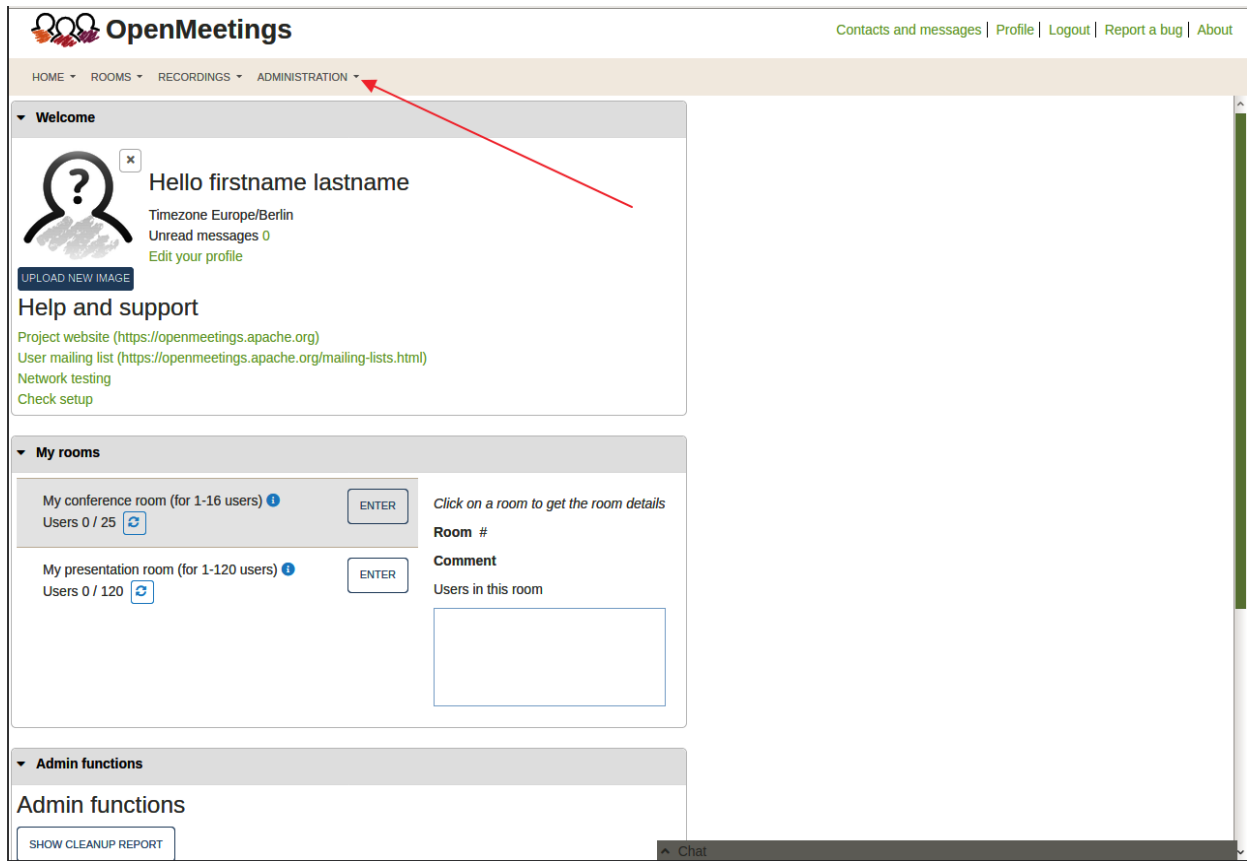 OpenMeetings
Contacts and messages | Profile | Logout | Report a bug | About
HOME ROOMS RECORDINGS ADMINISTRATION
Welcome
Hello firstname lastname
Timezone Europe/Berlin
Unread messages 0
Edit your profile
UPLOAD NEW IMAGE
Help and support
Project website (https://openmeetings.apache.org)
User mailing list (https://openmeetings.apache.org/mailing-lists.html)
Network testing
Check setup
My rooms
My conference room (for 1-16 users)
Users 0 / 25
ENTER
My presentation room (for 1-120 users)
Users 0 / 120
ENTER
Click on a room to get the room details
Room #
Comment
Users in this room
Admin functions
Admin functions
SHOW CLEANUP REPORT
Chat